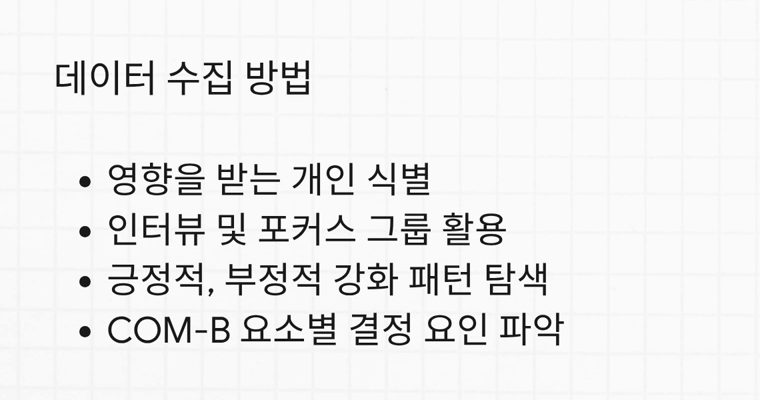 데이터 수집 방법
• 영향을 받는 개인 식별
• 인터뷰 및 포커스 그룹 활용
• 긍정적, 부정적 강화 패턴 탐색
• COM-B 요소별 결정 요인 파악